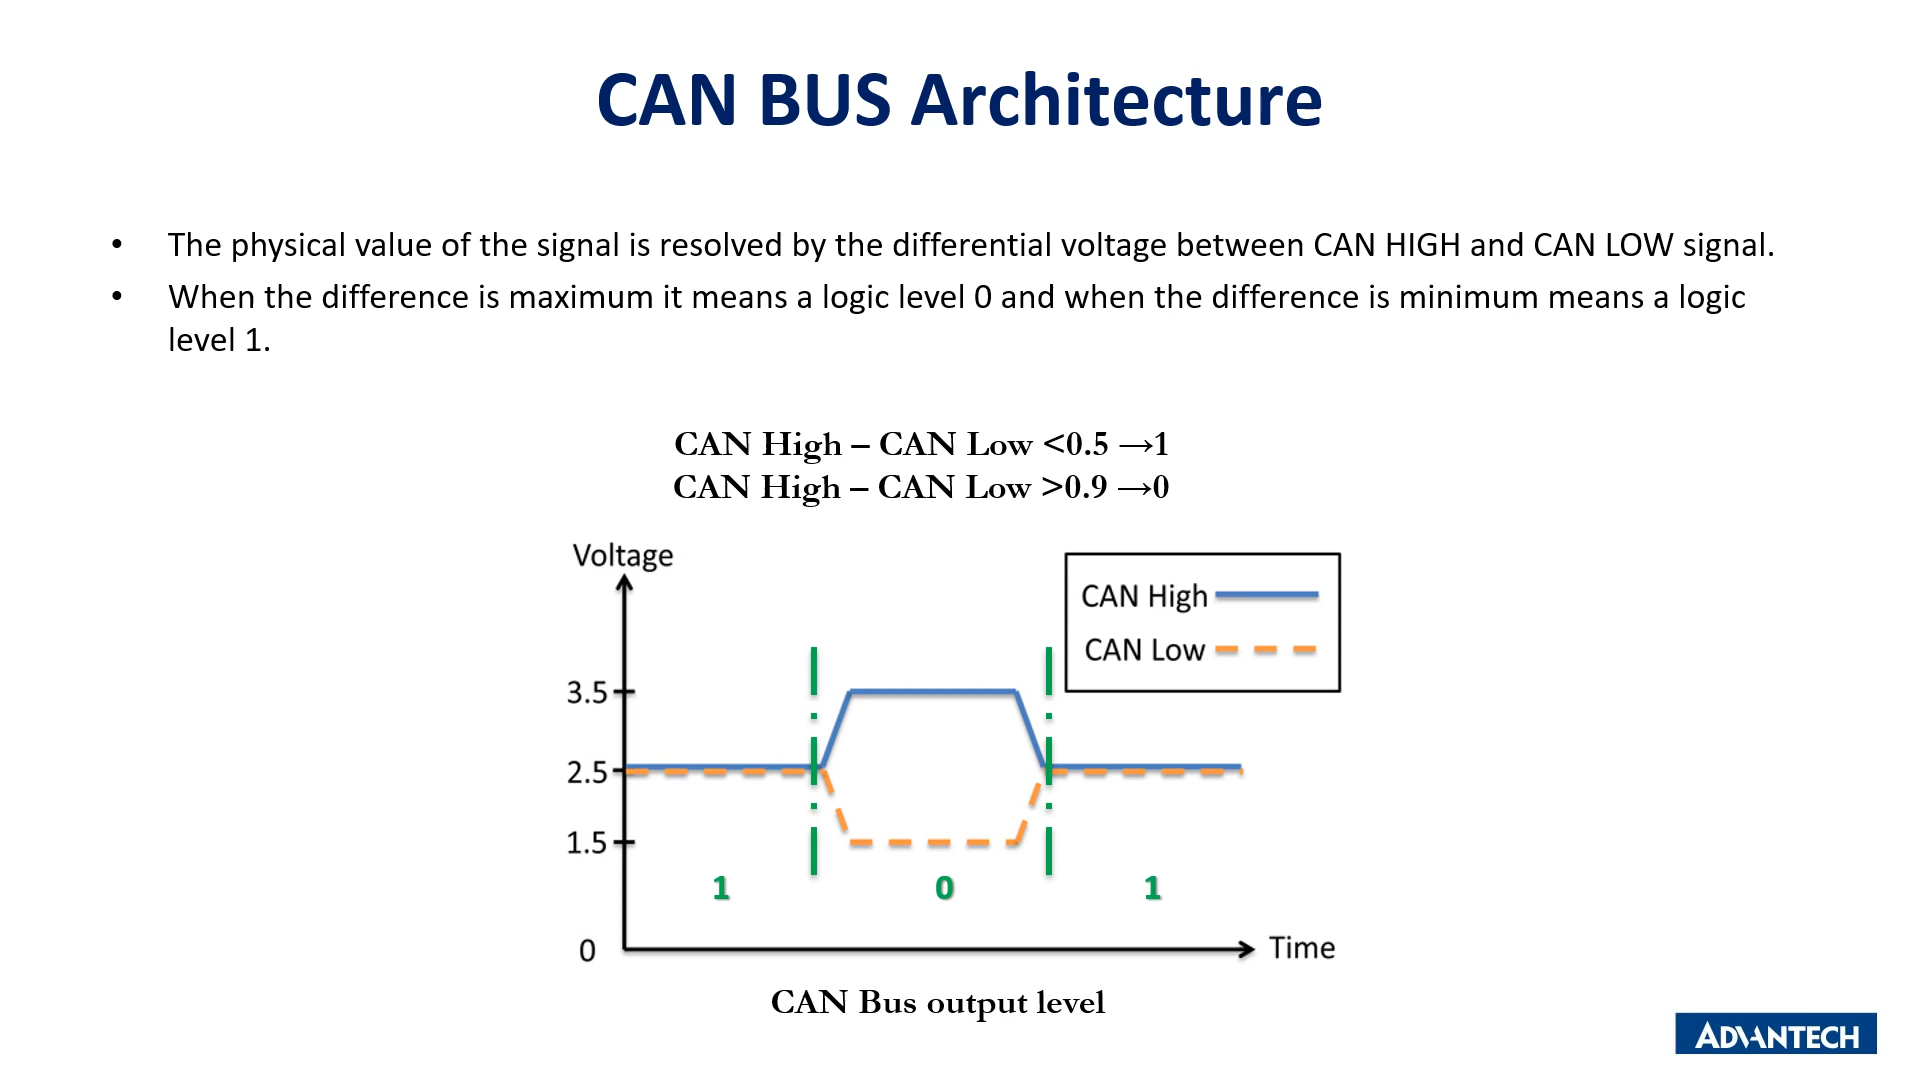 CAN BUS Architecture
• The physical value of the signal is resolved by the differential voltage between CAN HIGH and CAN LOW signal.
• When the difference is maximum it means a logic level 0 and when the difference is minimum means a logic
level 1.
CAN High – CAN Low <0.5 →1
CAN High – CAN Low >0.9 →0
Voltage
CAN High
CAN Low
3.5
2.5
1.5
1 0 1
0
Time
CAN Bus output level
ADVANTECH